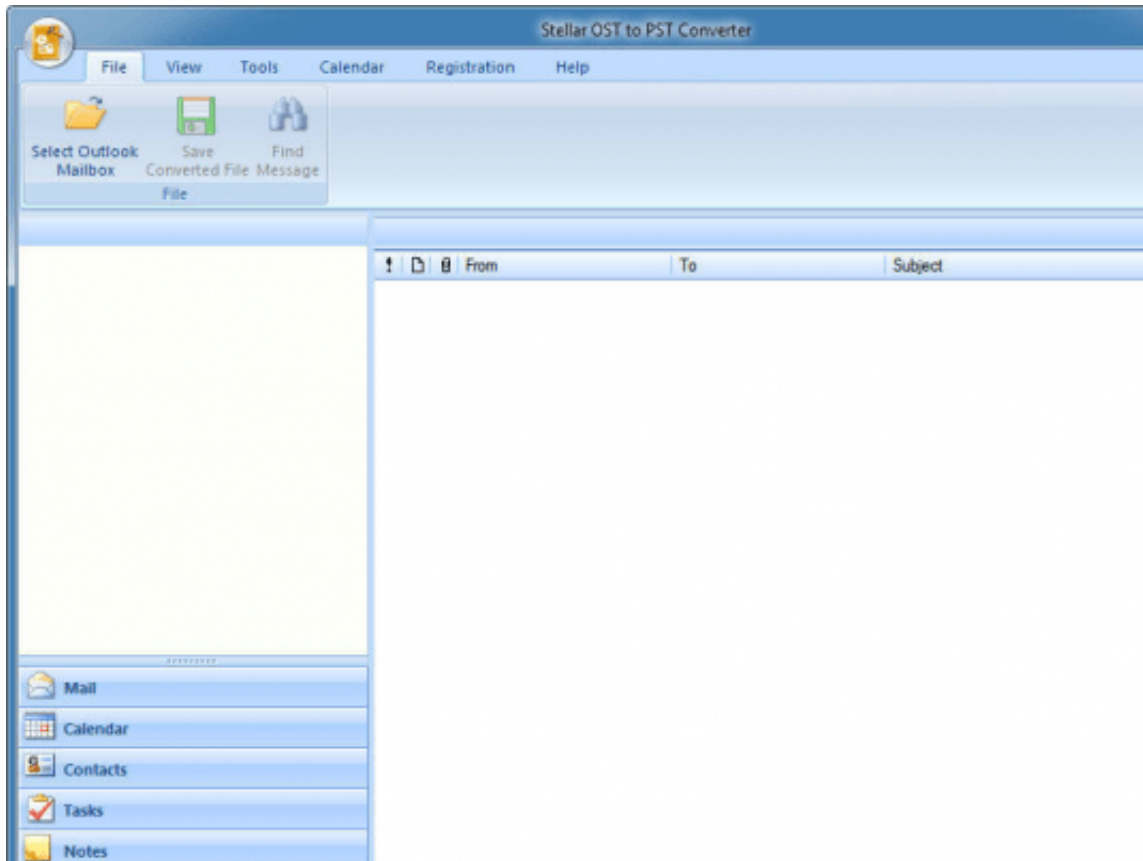 Stellar OST to PST Converter
File View Tools Calendar Registration Help
Select Outlook Mailbox
Save Converted File
Find Message
File
From To Subject
Mail
Calendar
Contacts
Tasks
Notes